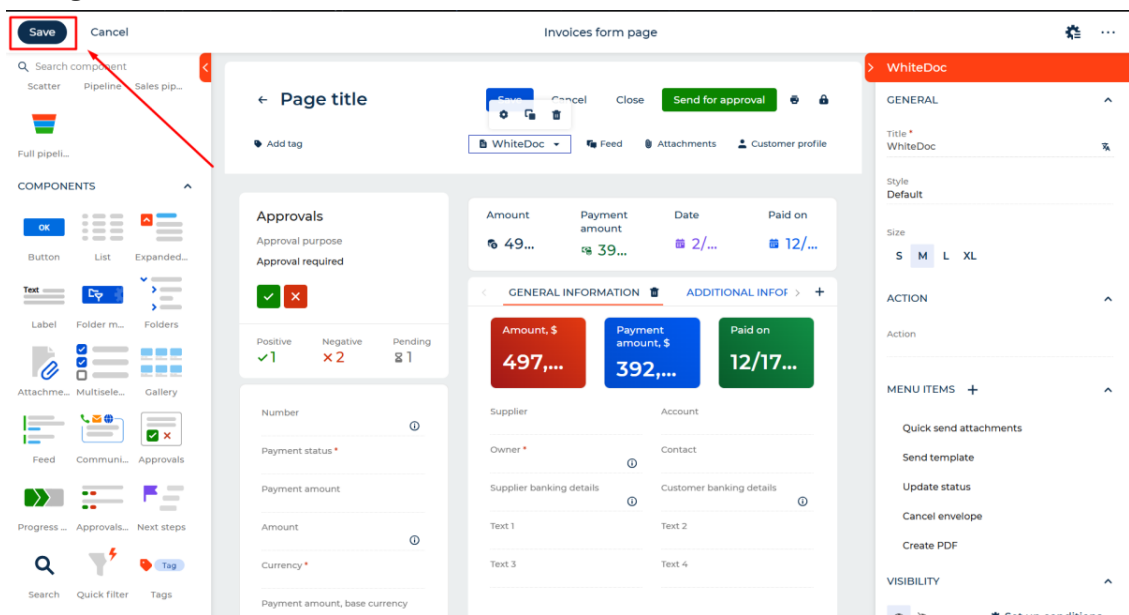 Save
Cancel
Invoices form page
Search component
Scatter
Pipeline
Sales pip...
Full pipeli...
COMPONENTS
OK
Button
List
Expanded...
Text
Label
Folder m...
Folders
Attachme...
Multisele...
Gallery
Feed
Communi...
Approvals
Progress ...
Approvals...
Next steps
Tag
Search
Quick filter
Tags
Page title
Save
Cancel
Close
Send for approval
Add tag
WhiteDoc
Feed
Attachments
Customer profile
Approvals
Approval purpose
Approval required
Positive
Negative
Pending
1
2
1
Number
Payment status *
Payment amount
Amount
Currency *
Payment amount, base currency
Amount
Payment
amount
Date
Paid on
49...
39...
2/...
12/...
GENERAL INFORMATION
ADDITIONAL INFOR
Amount, $
497,...
Payment
amount, $
392,...
Paid on
12/17...
Supplier
Account
Owner *
Contact
Supplier banking details
Customer banking details
Text 1
Text 2
Text 3
Text 4
WhiteDoc
GENERAL
Title *
WhiteDoc
Style
Default
Size
S M L XL
ACTION
Action
MENU ITEMS +
Quick send attachments
Send template
Update status
Cancel envelope
Create PDF
VISIBILITY
Set up conditions